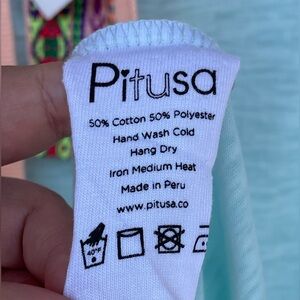 Pitusa
50% Cotton 50% Polyester
Hand Wash Cold
Hang Dry
Iron Medium Heat
Made in Peru
www.pitusa.co
40°F